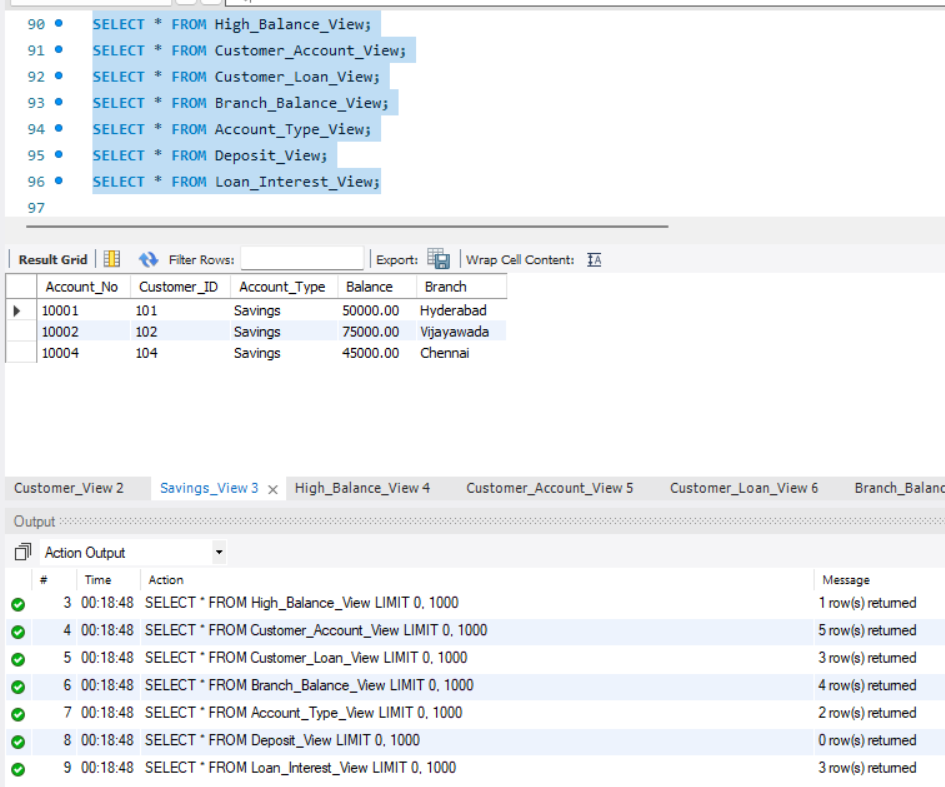 90 SELECT * FROM High_Balance_View;
91 SELECT * FROM Customer_Account_View;
92 SELECT * FROM Customer_Loan_View;
93 SELECT * FROM Branch_Balance_View;
94 SELECT * FROM Account_Type_View;
95 SELECT * FROM Deposit_View;
96 SELECT * FROM Loan_Interest_View;
97
Result Grid Filter Rows: Export: Wrap Cell Content: IA
Account_No Customer_ID Account_Type Balance Branch
10001 101 Savings 50000.00 Hyderabad
10002 102 Savings 75000.00 Vijayawada
10004 104 Savings 45000.00 Chennai
Customer_View 2 Savings_View 3 High_Balance_View 4 Customer_Account_View 5 Customer_Loan_View 6 Branch_Balanc
Output
Action Output
# Time Action Message
3 00:18:48 SELECT * FROM High_Balance_View LIMIT 0, 1000 1 row(s) returned
4 00:18:48 SELECT * FROM Customer_Account_View LIMIT 0, 1000 5 row(s) returned
5 00:18:48 SELECT * FROM Customer_Loan_View LIMIT 0, 1000 3 row(s) returned
6 00:18:48 SELECT * FROM Branch_Balance_View LIMIT 0, 1000 4 row(s) returned
7 00:18:48 SELECT * FROM Account_Type_View LIMIT 0, 1000 2 row(s) returned
8 00:18:48 SELECT * FROM Deposit_View LIMIT 0, 1000 0 row(s) returned
9 00:18:48 SELECT * FROM Loan_Interest_View LIMIT 0, 1000 3 row(s) returned